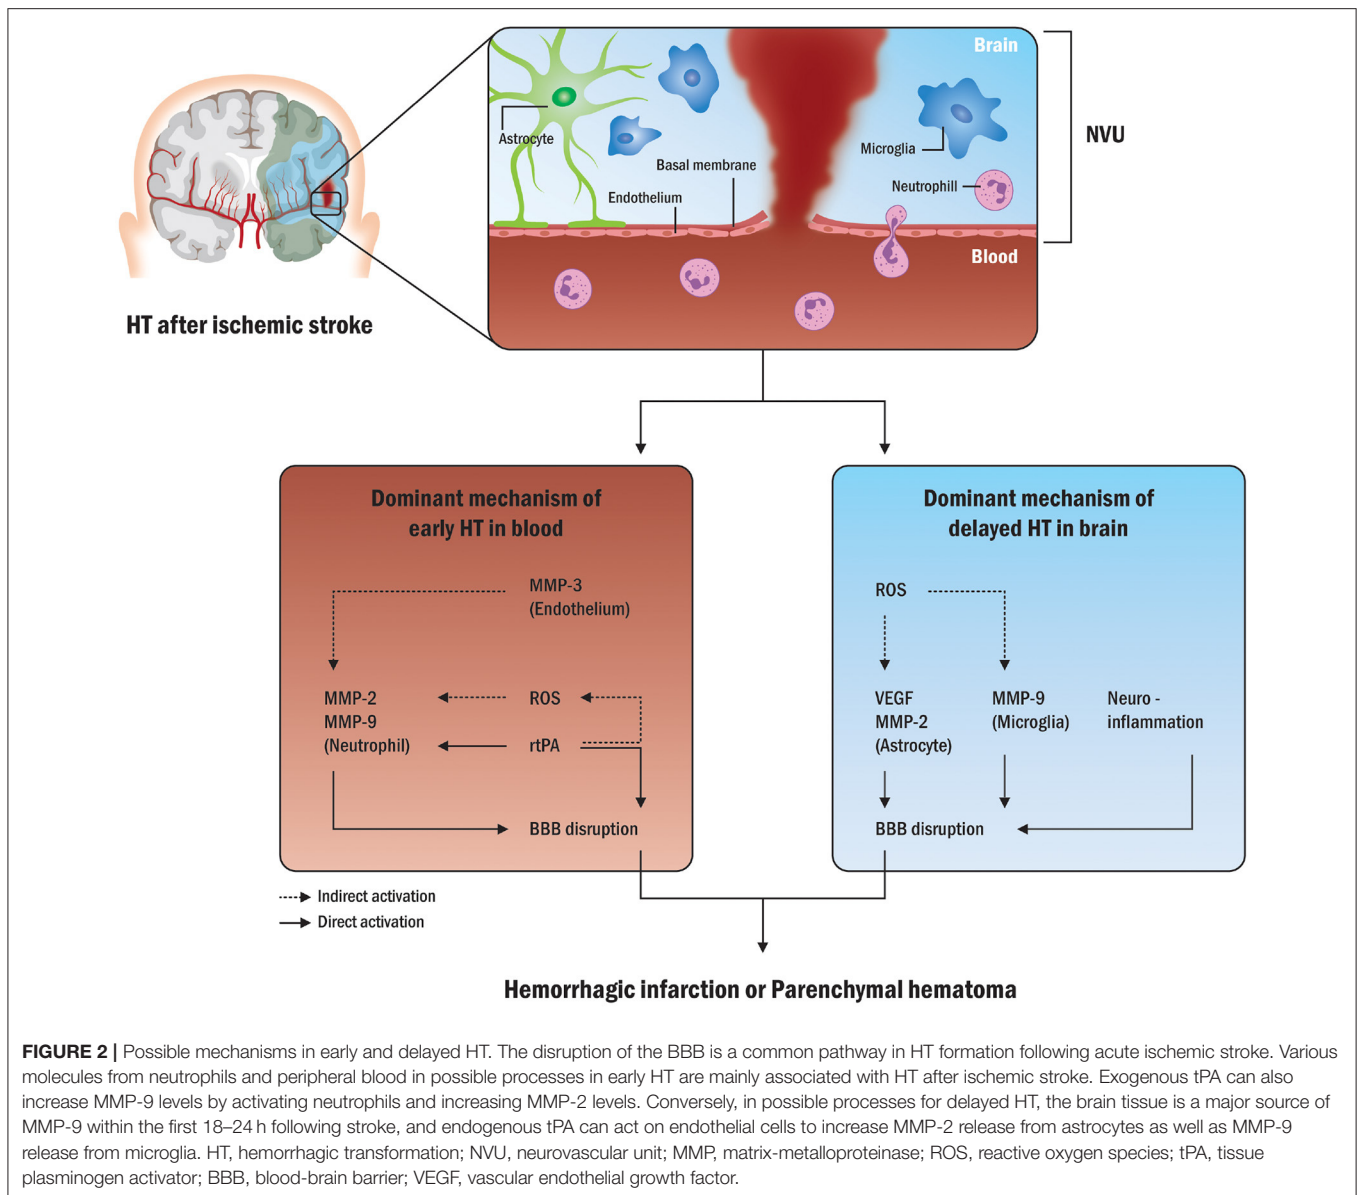 Brain
NVU
Astrocyte
Microglia
Basal membrane
Neutrophill
Endothelium
Blood
HT after ischemic stroke
Dominant mechanism of
early HT in blood
MMP-3
(Endothelium)
MMP-2
MMP-9
(Neutrophil)
ROS
rtPA
BBB disruption
Dominant mechanism of
delayed HT in brain
ROS
VEGF
MMP-2
(Astrocyte)
MMP-9
(Microglia)
Neuro -
inflammation
BBB disruption
Indirect activation
Direct activation
Hemorrhagic infarction or Parenchymal hematoma
FIGURE 2 | Possible mechanisms in early and delayed HT. The disruption of the BBB is a common pathway in HT formation following acute ischemic stroke. Various
molecules from neutrophils and peripheral blood in possible processes in early HT are mainly associated with HT after ischemic stroke. Exogenous tPA can also
increase MMP-9 levels by activating neutrophils and increasing MMP-2 levels. Conversely, in possible processes for delayed HT, the brain tissue is a major source of
MMP-9 within the first 18–24 h following stroke, and endogenous tPA can act on endothelial cells to increase MMP-2 release from astrocytes as well as MMP-9
release from microglia. HT, hemorrhagic transformation; NVU, neurovascular unit; MMP, matrix-metalloproteinase; ROS, reactive oxygen species; tPA, tissue
plasminogen activator; BBB, blood-brain barrier; VEGF, vascular endothelial growth factor.